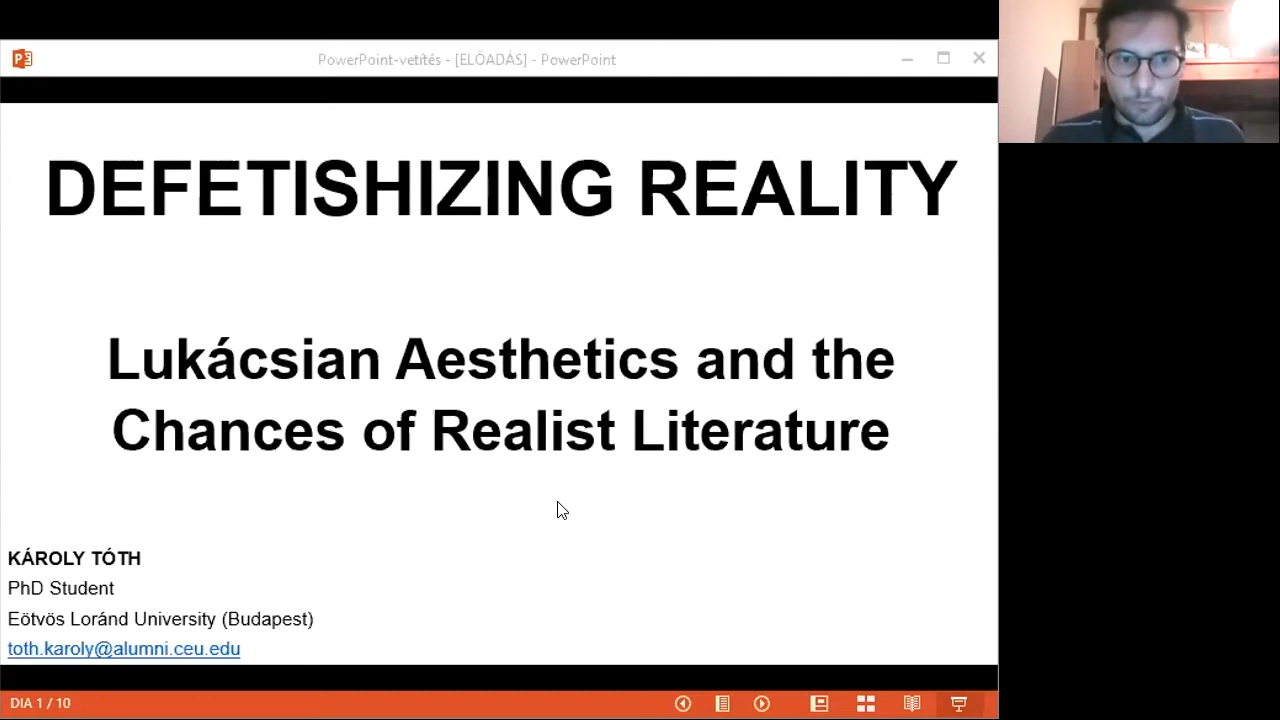 PowerPoint-vetítés - [ELŐADÁS] - PowerPoint
DEFETISHIZING REALITY
Lukácsian Aesthetics and the
Chances of Realist Literature
KÁROLY TÓTH
PhD Student
Eötvös Loránd University (Budapest)
toth.karoly@alumni.ceu.edu
DIA 1 / 10